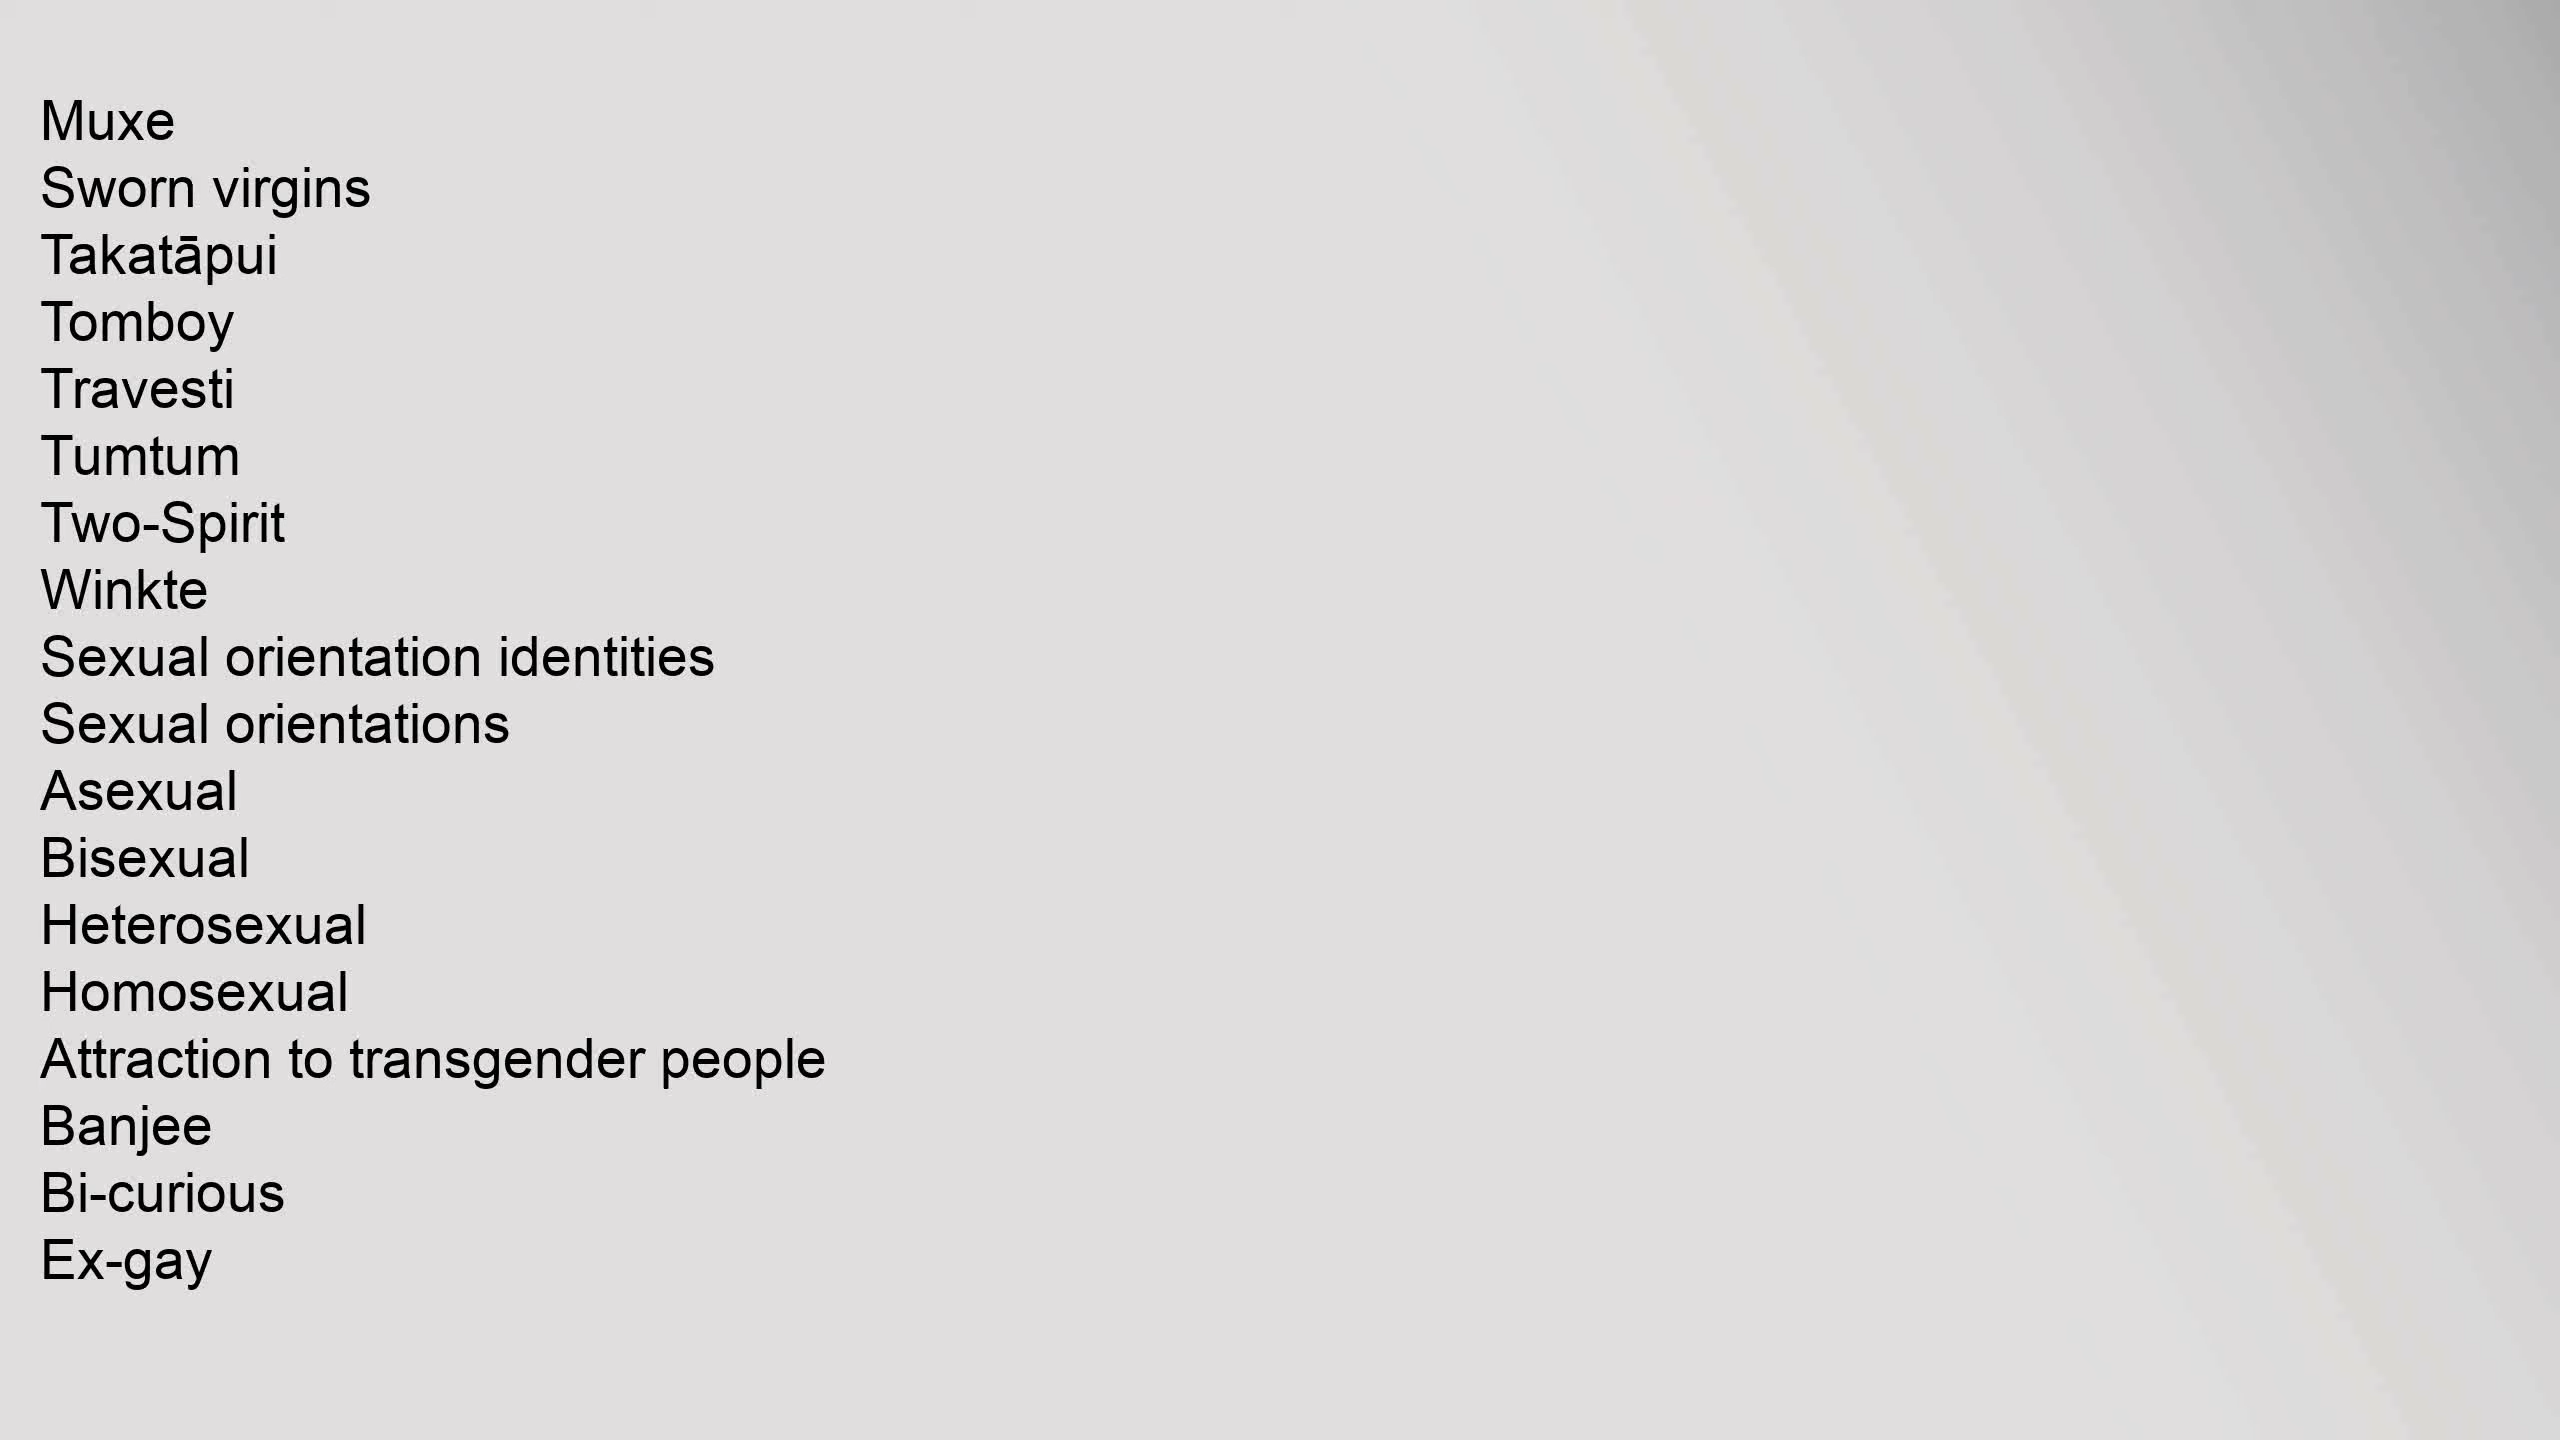 Muxe
Sworn virgins
Takatāpui
Tomboy
Travesti
Tumtum
Two-Spirit
Winkte
Sexual orientation identities
Sexual orientations
Asexual
Bisexual
Heterosexual
Homosexual
Attraction to transgender people
Banjee
Bi-curious
Ex-gay